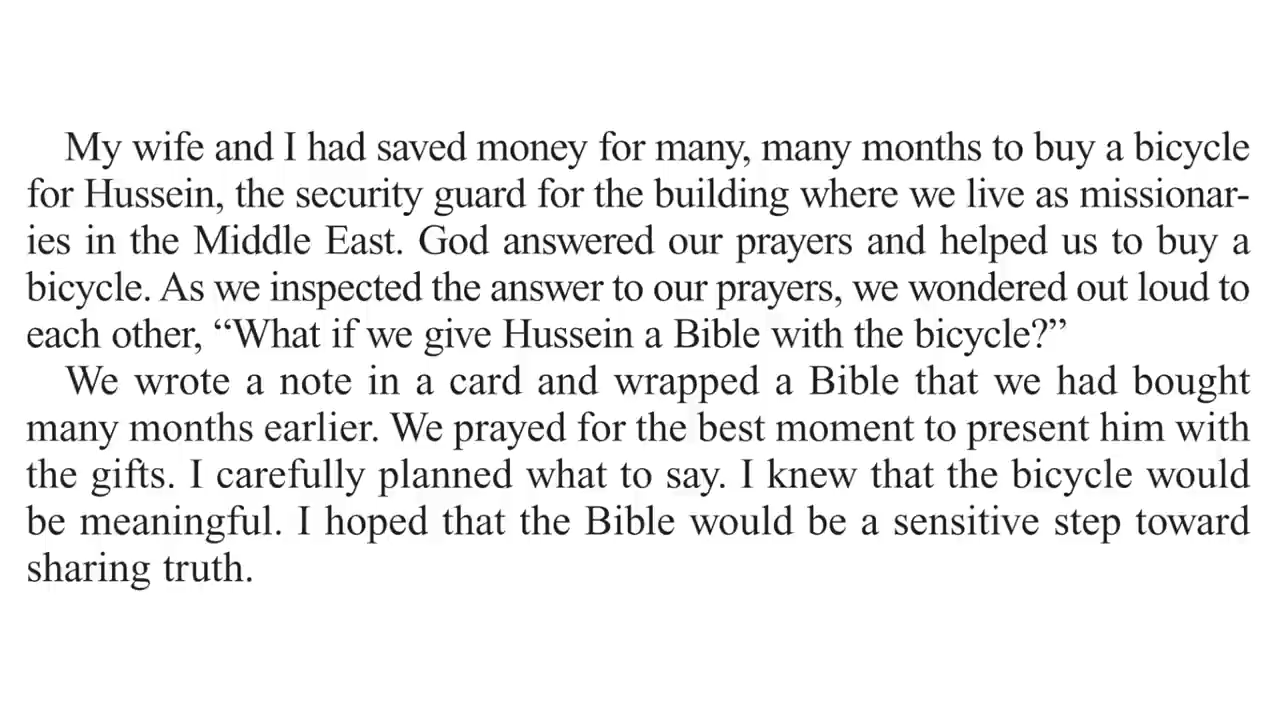 My wife and I had saved money for many, many months to buy a bicycle
for Hussein, the security guard for the building where we live as missionar-
ies in the Middle East. God answered our prayers and helped us to buy a
bicycle. As we inspected the answer to our prayers, we wondered out loud to
each other, “What if we give Hussein a Bible with the bicycle?”
We wrote a note in a card and wrapped a Bible that we had bought
many months earlier. We prayed for the best moment to present him with
the gifts. I carefully planned what to say. I knew that the bicycle would
be meaningful. I hoped that the Bible would be a sensitive step toward
sharing truth.